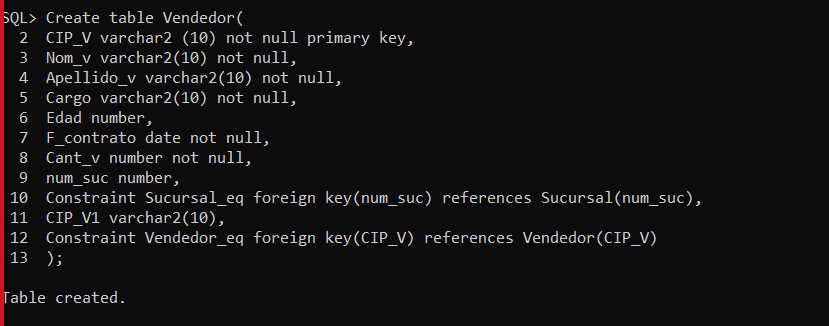 SQL> Create table Vendedor(
2 CIP_V varchar2 (10) not null primary key,
3 Nom_v varchar2(10) not null,
4 Apellido_v varchar2(10) not null,
5 Cargo varchar2(10) not null,
6 Edad number,
7 F_contrato date not null,
8 Cant_v number not null,
9 num_suc number,
10 Constraint Sucursal_eq foreign key(num_suc) references Sucursal(num_suc),
11 CIP_V1 varchar2(10),
12 Constraint Vendedor_eq foreign key(CIP_V) references Vendedor(CIP_V)
13 );
Table created.